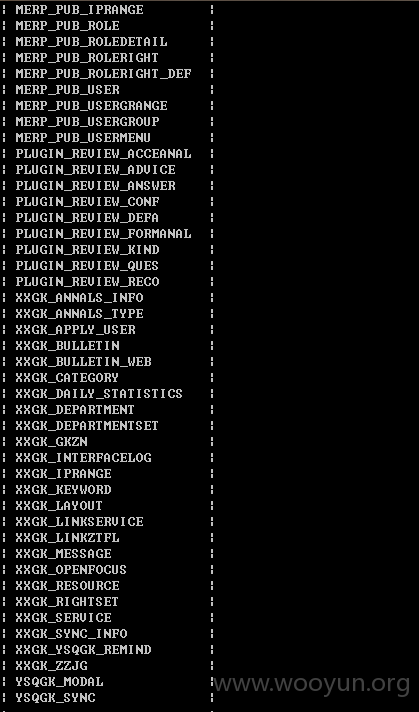 ¦ MERP_PUB_IPRANGE ¦
¦ MERP_PUB_ROLE ¦
¦ MERP_PUB_ROLEDETAIL ¦
¦ MERP_PUB_ROLERIGHT ¦
¦ MERP_PUB_ROLERIGHT_DEF ¦
¦ MERP_PUB_USER ¦
¦ MERP_PUB_USERGRANGE ¦
¦ MERP_PUB_USERGROUP ¦
¦ MERP_PUB_USERMENU ¦
¦ PLUGIN_REVIEW_ACCEANAL ¦
¦ PLUGIN_REVIEW_ADVICE ¦
¦ PLUGIN_REVIEW_ANSWER ¦
¦ PLUGIN_REVIEW_CONF ¦
¦ PLUGIN_REVIEW_DEFA ¦
¦ PLUGIN_REVIEW_FORMANAL ¦
¦ PLUGIN_REVIEW_KIND ¦
¦ PLUGIN_REVIEW_QUES ¦
¦ PLUGIN_REVIEW_RECO ¦
¦ XXGK_ANNALS_INFO ¦
¦ XXGK_ANNALS_TYPE ¦
¦ XXGK_APPLY_USER ¦
¦ XXGK_BULLETIN ¦
¦ XXGK_BULLETIN_WEB ¦
¦ XXGK_CATEGORY ¦
¦ XXGK_DAILY_STATISTICS ¦
¦ XXGK_DEPARTMENT ¦
¦ XXGK_DEPARTMENTSET ¦
¦ XXGK_GKZN ¦
¦ XXGK_INTERFACELOG ¦
¦ XXGK_IPRANGE ¦
¦ XXGK_KEYWORD ¦
¦ XXGK_LAYOUT ¦
¦ XXGK_LINKSERVICE ¦
¦ XXGK_LINKZTFL ¦
¦ XXGK_MESSAGE ¦
¦ XXGK_OPENFOCUS ¦
¦ XXGK_RESOURCE ¦
¦ XXGK_RIGHTSET ¦
¦ XXGK_SERVICE ¦
¦ XXGK_SYNC_INFO ¦
¦ XXGK_YSQGK_REMIND ¦
¦ XXGK_ZZJG ¦
¦ YSQGK_MODAL ¦
¦ YSQGK_SYNC ¦
www.wooyun.org